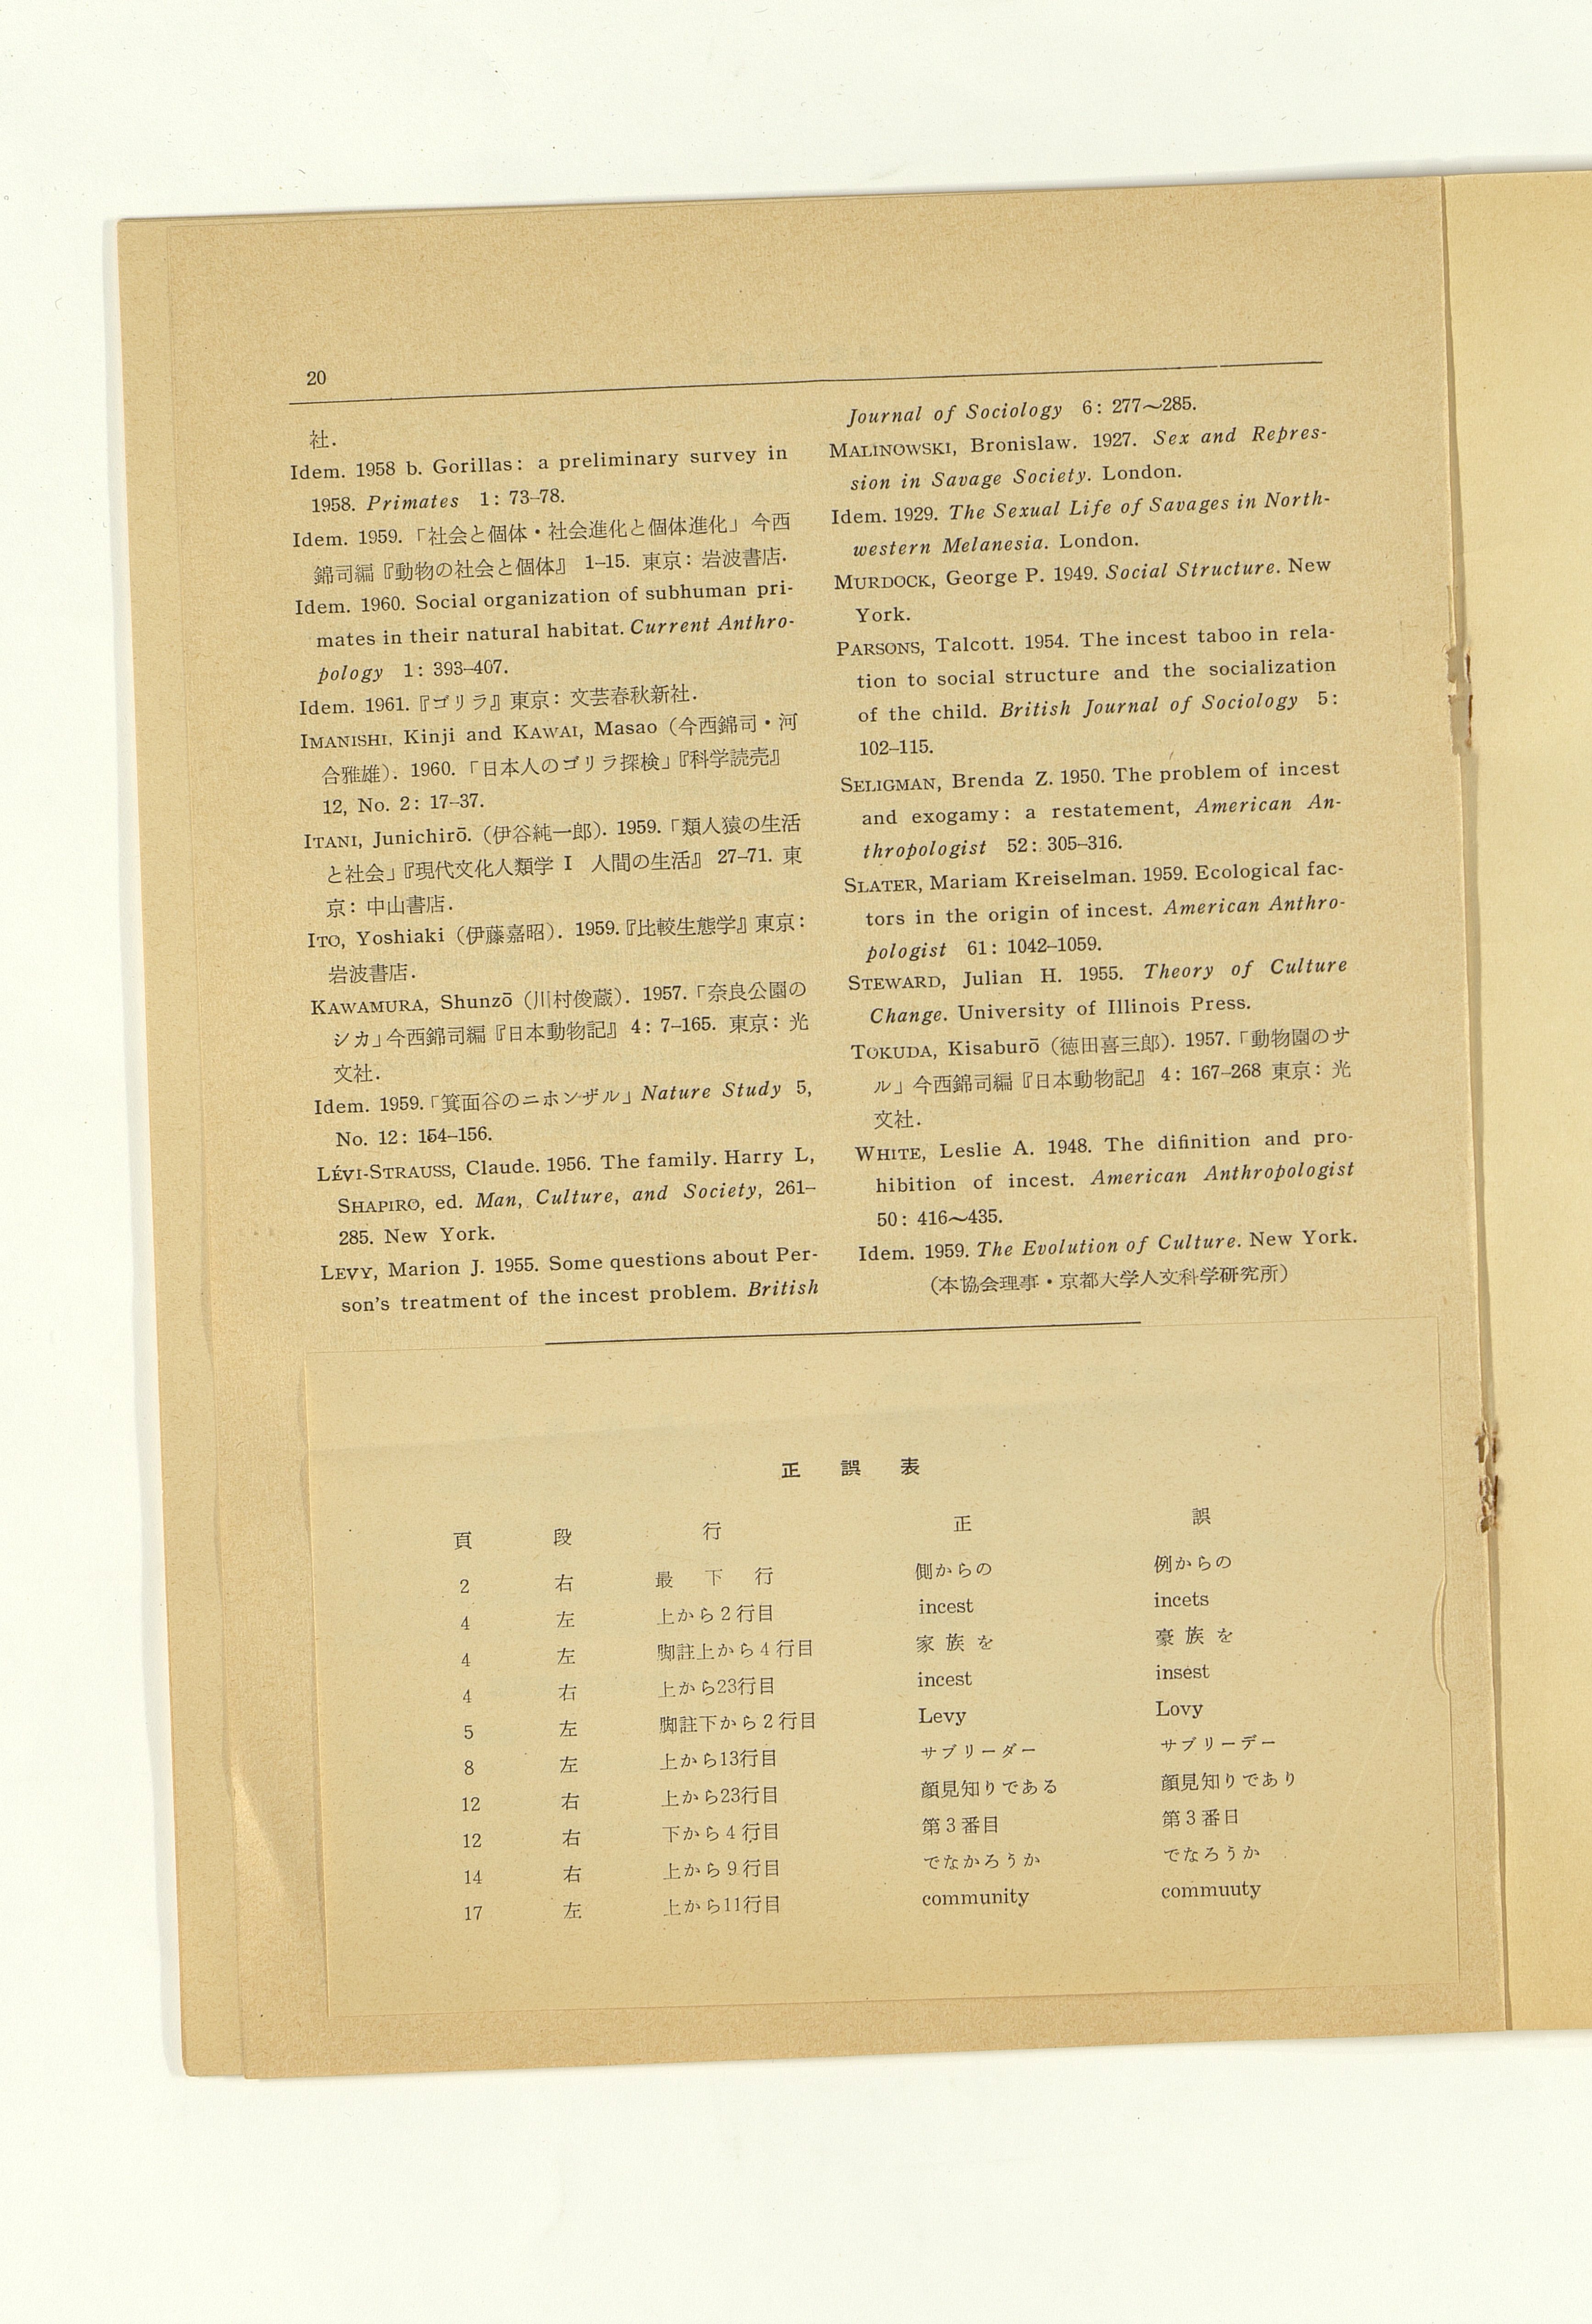 20
社.
Idem. 1958 b. Gorillas: a preliminary survey in
1958. Primates 1: 73–78.
Idem. 1959.「社会と個体・社会進化と個体進化」今西
錦司編『動物の社会と個体』 1–15. 東京: 岩波書店.
Idem. 1960. Social organization of subhuman pri-
mates in their natural habitat. Current Anthro-
pology 1: 393–407.
Idem. 1961.『ゴリラ』東京: 文芸春秋新社.
IMANISHI, Kinji and KAWAI, Masao (今西錦司・河
合雅雄). 1960.「日本人のゴリラ探検」『科学読売』
12, No. 2: 17–37.
ITANI, Junichirō. (伊谷純一郎). 1959.「類人猿の生活
と社会」『現代文化人類学 I 人間の生活』 27–71. 東
京: 中山書店.
ITO, Yoshiaki (伊藤嘉昭). 1959.『比較生態学』東京:
岩波書店.
KAWAMURA, Shunzō (川村俊蔵). 1957.「奈良公園の
シカ」今西錦司編『日本動物記』 4: 7–165. 東京: 光
文社.
Idem. 1959.「箕面谷のニホンザル」Nature Study 5,
No. 12: 154–156.
LÉVI-STRAUSS, Claude. 1956. The family. Harry L,
SHAPIRO, ed. Man, Culture, and Society, 261–
285. New York.
LEVY, Marion J. 1955. Some questions about Per-
son's treatment of the incest problem. British
Journal of Sociology 6: 277～285.
MALINOWSKI, Bronislaw. 1927. Sex and Repres-
sion in Savage Society. London.
Idem. 1929. The Sexual Life of Savages in North-
western Melanesia. London.
MURDOCK, George P. 1949. Social Structure. New
York.
PARSONS, Talcott. 1954. The incest taboo in rela-
tion to social structure and the socialization
of the child. British Journal of Sociology 5:
102–115.
SELIGMAN, Brenda Z. 1950. The problem of incest
and exogamy: a restatement, American An-
thropologist 52: 305–316.
SLATER, Mariam Kreiselman. 1959. Ecological fac-
tors in the origin of incest. American Anthro-
pologist 61: 1042–1059.
STEWARD, Julian H. 1955. Theory of Culture
Change. University of Illinois Press.
TOKUDA, Kisaburō (徳田喜三郎). 1957.「動物園のサ
ル」今西錦司編『日本動物記』 4: 167–268 東京: 光
文社.
WHITE, Leslie A. 1948. The difinition and pro-
hibition of incest. American Anthropologist
50: 416～435.
Idem. 1959. The Evolution of Culture. New York.
(本協会理事・京都大学人文科学研究所)
正 誤 表
頁 段 行 正 誤
2 右 最 下 行 側からの 例からの
4 左 上から2行目 incest incets
4 左 脚註上から4行目 家族を 豪族を
4 右 上から23行目 incest insest
5 左 脚註下から2行目 Levy Lovy
8 左 上から13行目 サブリーダー サブリーデー
12 右 上から23行目 顔見知りである 顔見知りであり
12 右 下から4行目 第3番目 第3番日
14 右 上から9行目 でなかろうか でなろうか
17 左 上から11行目 community commuuty